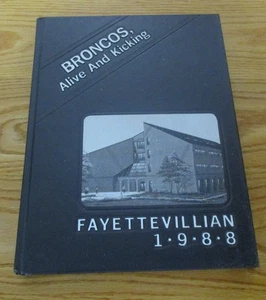 BRONCOS,
Alive And Kicking
FAYETTEVILLIAN
1·9·8·8